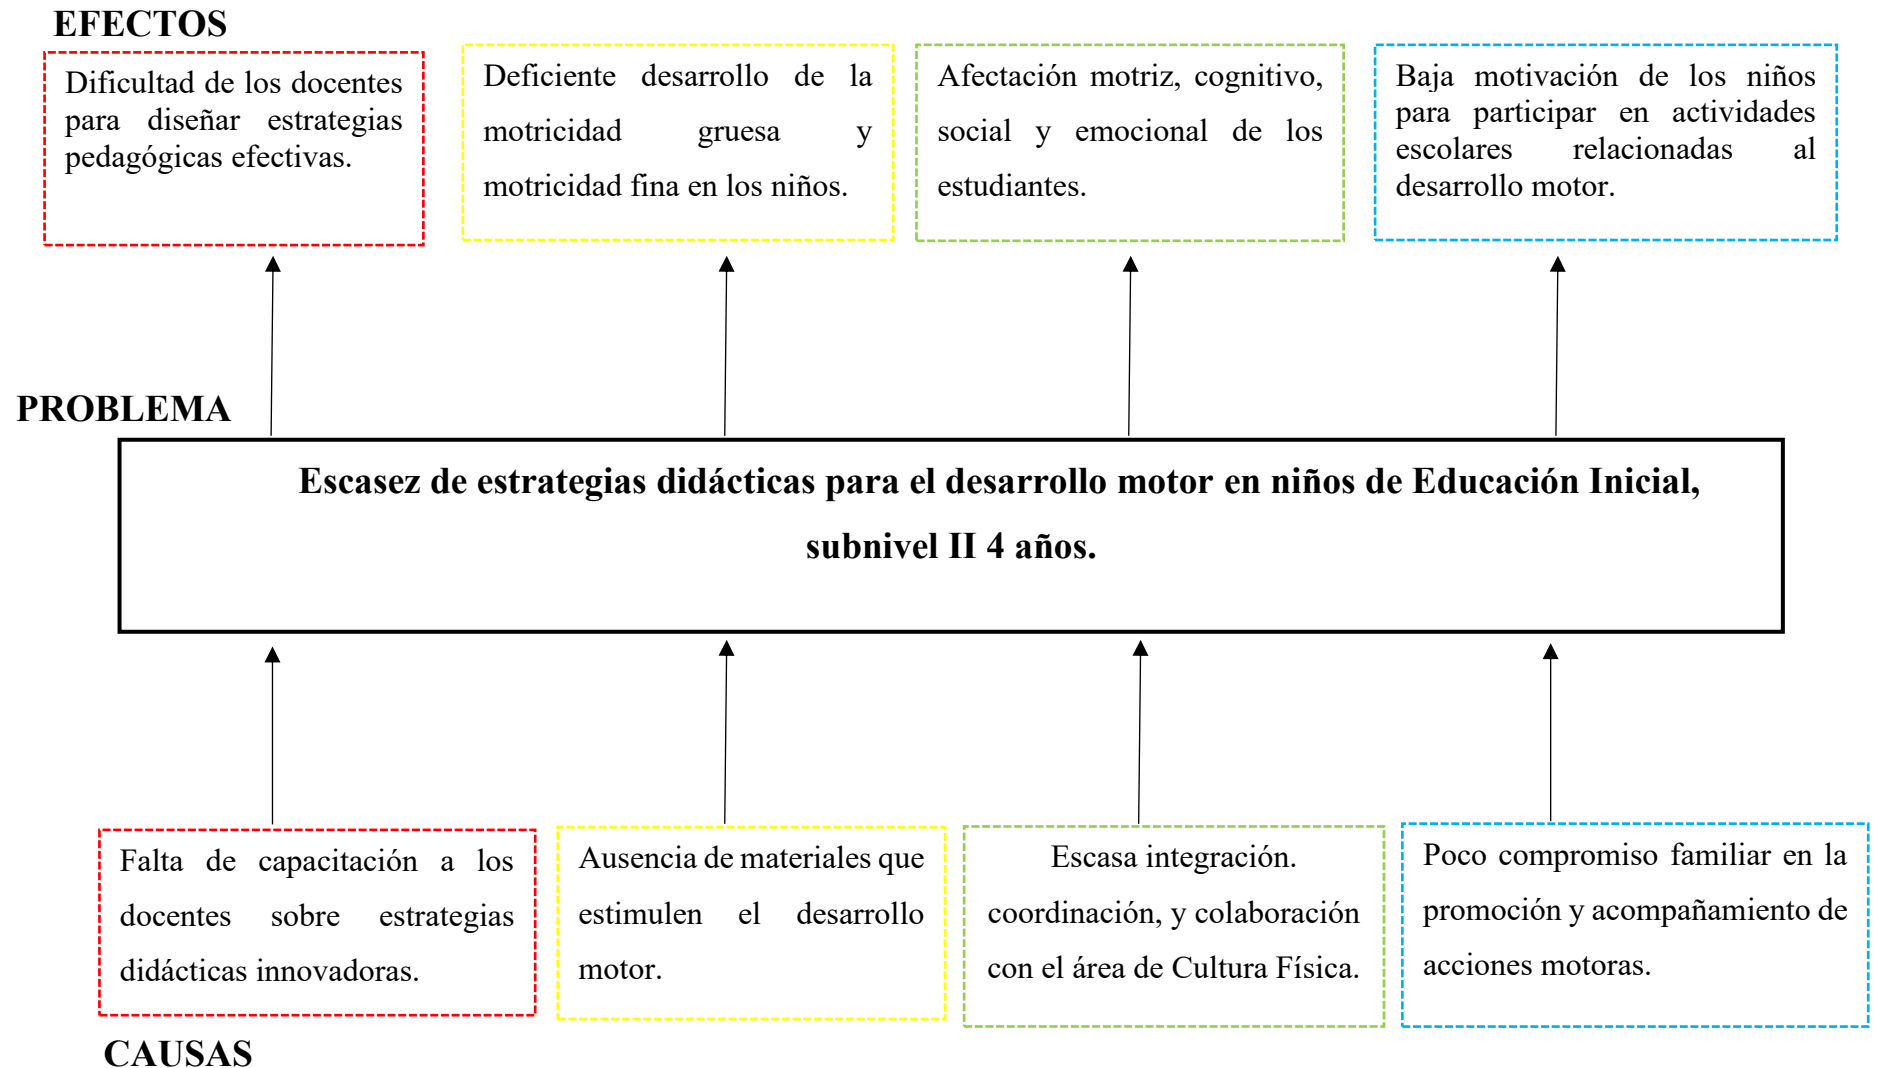 EFECTOS
Dificultad de los docentes
para diseñar estrategias
pedagógicas efectivas.
Deficiente desarrollo de la
motricidad gruesa y
motricidad fina en los niños.
Afectación motriz, cognitivo,
social y emocional de los
estudiantes.
Baja motivación de los niños
para participar en actividades
escolares relacionadas al
desarrollo motor.
PROBLEMA
Escasez de estrategias didácticas para el desarrollo motor en niños de Educación Inicial,
subnivel II 4 años.
Falta de capacitación a los
docentes sobre estrategias
didácticas innovadoras.
Ausencia de materiales que
estimulen el desarrollo
motor.
Escasa integración.
coordinación, y colaboración
con el área de Cultura Física.
Poco compromiso familiar en la
promoción y acompañamiento de
acciones motoras.
CAUSAS